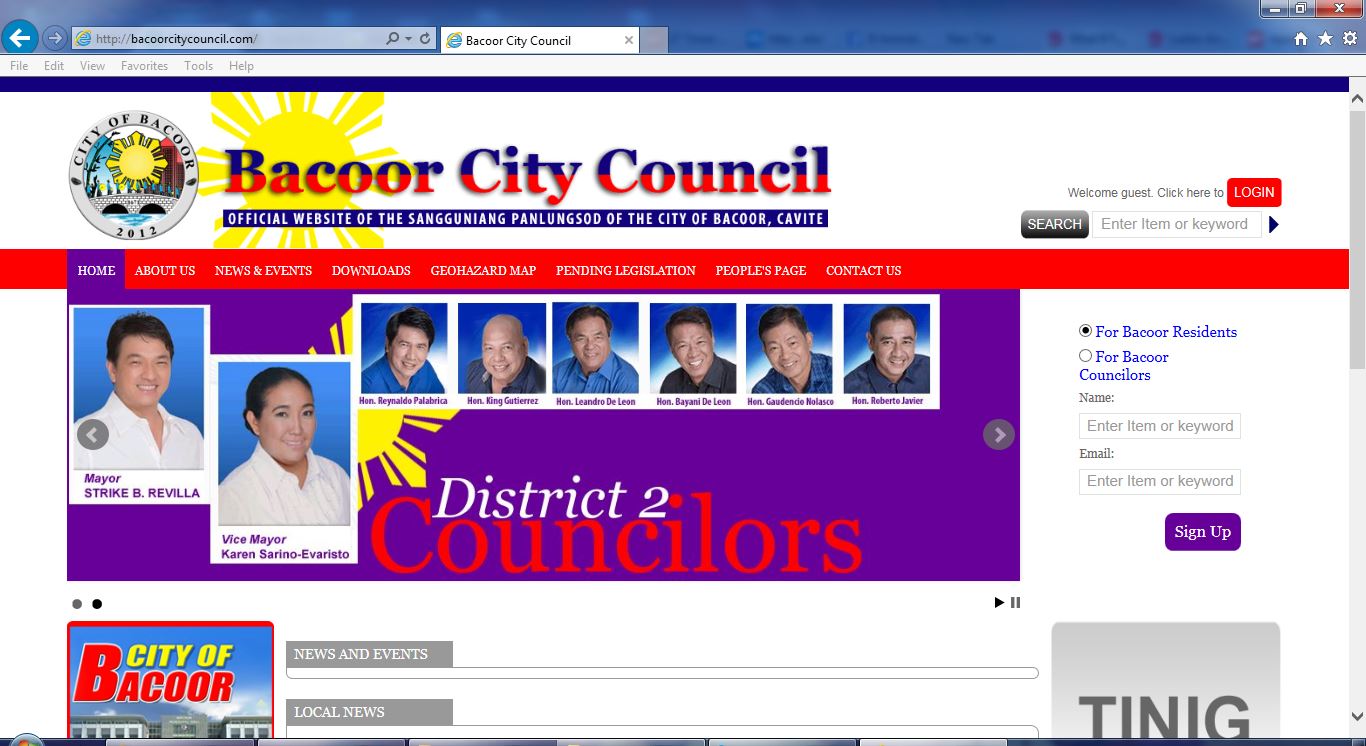 http://bacoorcitycouncil.com/
Bacoor City Council
File Edit View Favorites Tools Help
CITY OF BACOOR
2012
Bacoor City Council
OFFICIAL WEBSITE OF THE SANGGUNIANG PANLUNGSOD OF THE CITY OF BACOOR, CAVITE
Welcome guest. Click here to LOGIN
SEARCH Enter Item or keyword
HOME ABOUT US NEWS & EVENTS DOWNLOADS GEOHAZARD MAP PENDING LEGISLATION PEOPLE'S PAGE CONTACT US
Hon. Reynaldo Palabrica Hon. King Gutierrez Hon. Leandro De Leon Hon. Bayani De Leon Hon. Gaudencio Nolasco Hon. Roberto Javier
Mayor
STRIKE B. REVILLA
Vice Mayor
Karen Sarino-Evaristo
District 2
Councilors
For Bacoor Residents
For Bacoor
Councilors
Name:
Enter Item or keyword
Email:
Enter Item or keyword
Sign Up
CITY OF
BACOOR
NEWS AND EVENTS
LOCAL NEWS
TINIG